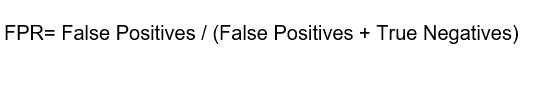 FPR= False Positives / (False Positives + True Negatives)